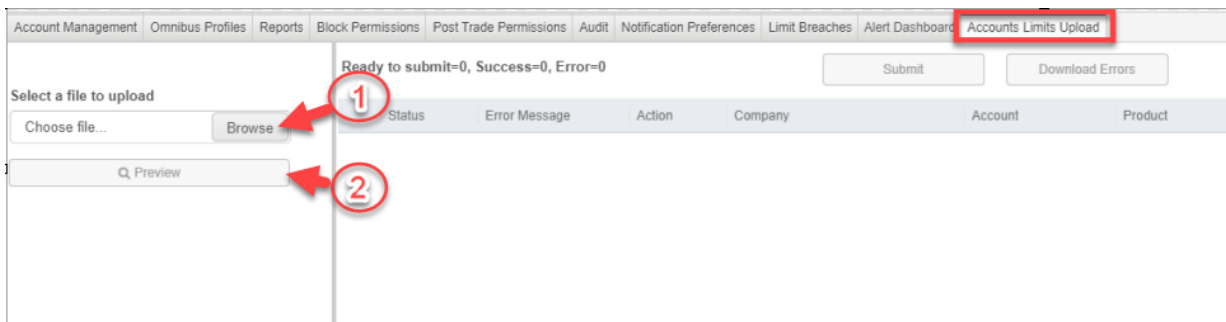 Account Management Omnibus Profiles Reports Block Permissions Post Trade Permissions Audit Notification Preferences Limit Breaches Alert Dashboard Accounts Limits Upload
Ready to submit=0, Success=0, Error=0 Submit Download Errors
Select a file to upload
1
Status Error Message Action Company Account Product
Choose file... Browse
Preview
2